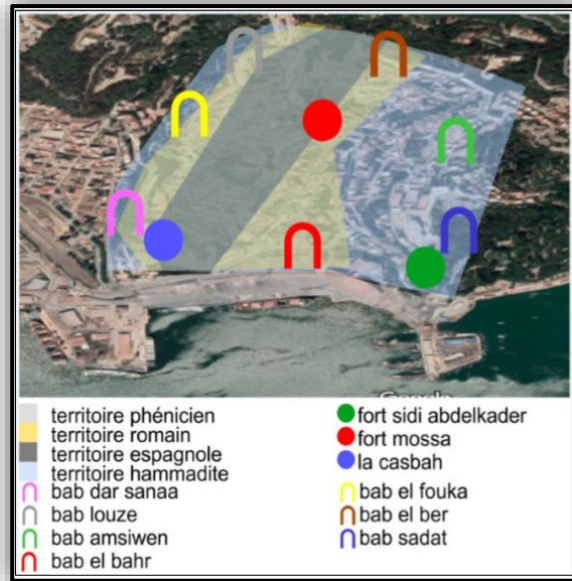 Google
territoire phénicien
territoire romain
territoire espagnole
territoire hammadite
bab dar sanaa
bab louze
bab amsiwen
bab el bahr
fort sidi abdelkader
fort mossa
la casbah
bab el fouka
bab el ber
bab sadat